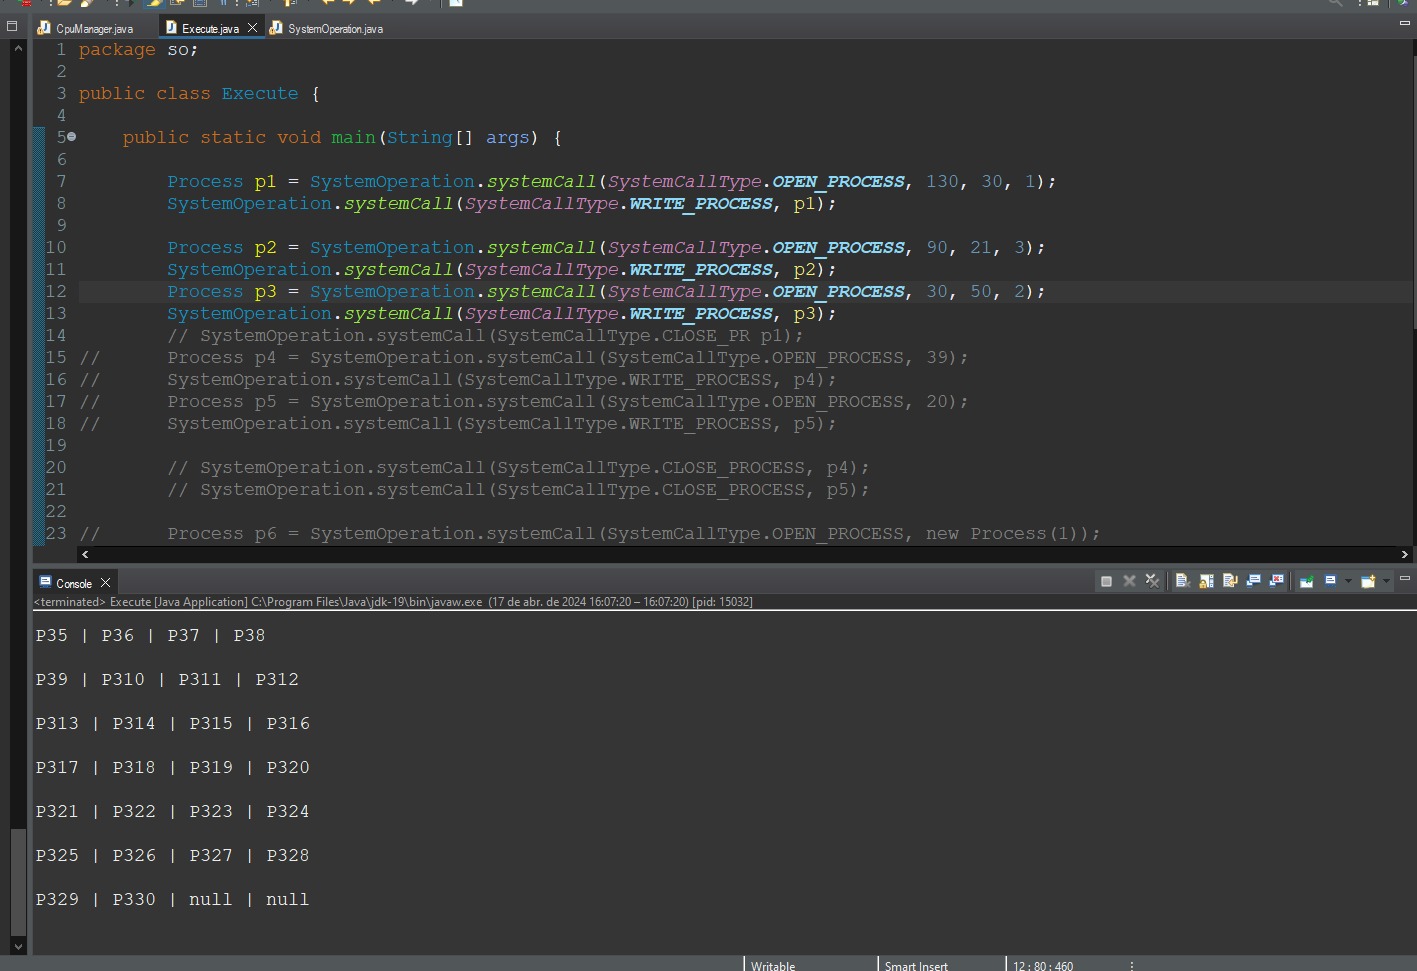 CpuManager.java
Execute.java
SystemOperation.java
1 package so;
2
3 public class Execute {
4
5 public static void main(String[] args) {
6
7 Process p1 = SystemOperation.systemCall(SystemCallType.OPEN_PROCESS, 130, 30, 1);
8 SystemOperation.systemCall(SystemCallType.WRITE_PROCESS, p1);
9
10 Process p2 = SystemOperation.systemCall(SystemCallType.OPEN_PROCESS, 90, 21, 3);
11 SystemOperation.systemCall(SystemCallType.WRITE_PROCESS, p2);
12 Process p3 = SystemOperation.systemCall(SystemCallType.OPEN_PROCESS, 30, 50, 2);
13 SystemOperation.systemCall(SystemCallType.WRITE_PROCESS, p3);
14 // SystemOperation.systemCall(SystemCallType.CLOSE_PR p1);
15 // Process p4 = SystemOperation.systemCall(SystemCallType.OPEN_PROCESS, 39);
16 // SystemOperation.systemCall(SystemCallType.WRITE_PROCESS, p4);
17 // Process p5 = SystemOperation.systemCall(SystemCallType.OPEN_PROCESS, 20);
18 // SystemOperation.systemCall(SystemCallType.WRITE_PROCESS, p5);
19
20 // SystemOperation.systemCall(SystemCallType.CLOSE_PROCESS, p4);
21 // SystemOperation.systemCall(SystemCallType.CLOSE_PROCESS, p5);
22
23 // Process p6 = SystemOperation.systemCall(SystemCallType.OPEN_PROCESS, new Process(1));
Console
<terminated> Execute [Java Application] C:\Program Files\Java\jdk-19\bin\javaw.exe (17 de abr. de 2024 16:07:20 – 16:07:20) [pid: 15032]
P35 | P36 | P37 | P38
P39 | P310 | P311 | P312
P313 | P314 | P315 | P316
P317 | P318 | P319 | P320
P321 | P322 | P323 | P324
P325 | P326 | P327 | P328
P329 | P330 | null | null
Writable
Smart Insert
12 : 80 : 460